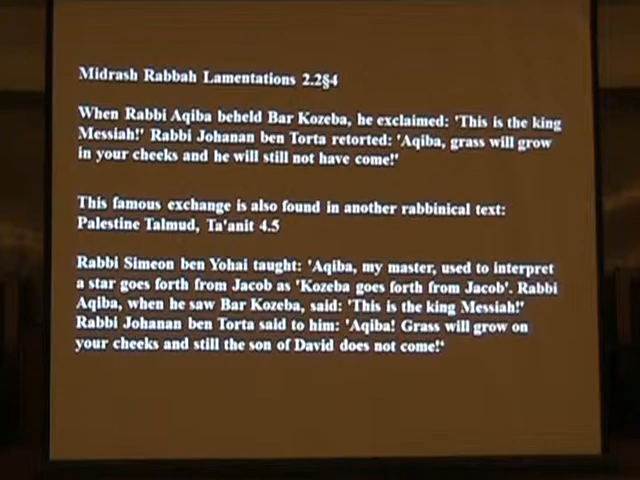 Midrash Rabbah Lamentations 2.2§4
When Rabbi Aqiba beheld Bar Kozeba, he exclaimed: 'This is the king
Messiah!' Rabbi Johanan ben Torta retorted: 'Aqiba, grass will grow
in your cheeks and he will still not have come!'
This famous exchange is also found in another rabbinical text:
Palestine Talmud, Ta'anit 4.5
Rabbi Simeon ben Yohai taught: 'Aqiba, my master, used to interpret
a star goes forth from Jacob as 'Kozeba goes forth from Jacob'. Rabbi
Aqiba, when he saw Bar Kozeba, said: 'This is the king Messiah!'
Rabbi Johanan ben Torta said to him: 'Aqiba! Grass will grow on
your cheeks and still the son of David does not come!'